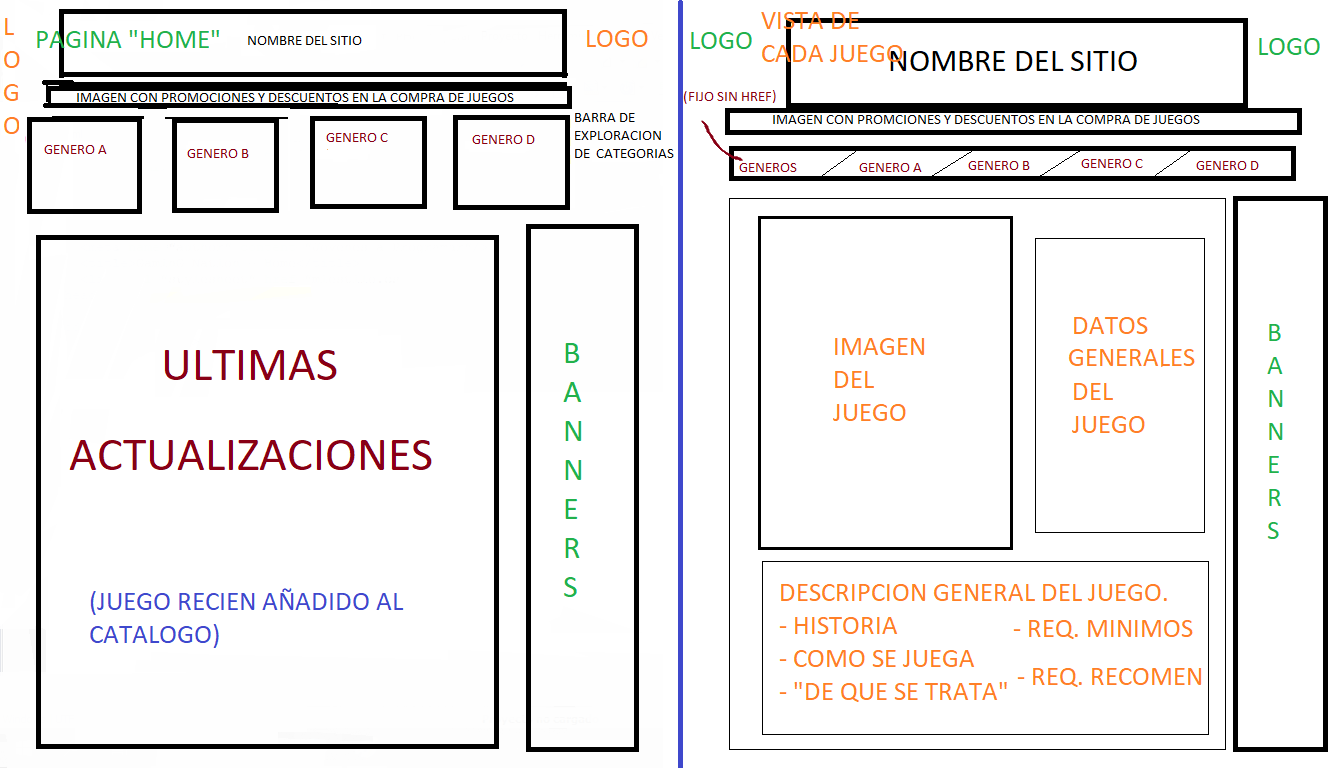 L
O
G
O
PAGINA "HOME"
NOMBRE DEL SITIO
LOGO
IMAGEN CON PROMOCIONES Y DESCUENTOS EN LA COMPRA DE JUEGOS
GENERO A
GENERO B
GENERO C
GENERO D
BARRA DE
EXPLORACION
DE CATEGORIAS
ULTIMAS
ACTUALIZACIONES
(JUEGO RECIEN AÑADIDO AL
CATALOGO)
B
A
N
N
E
R
S
LOGO
VISTA DE
CADA JUEGO
NOMBRE DEL SITIO
LOGO
(FIJO SIN HREF)
IMAGEN CON PROMCIONES Y DESCUENTOS EN LA COMPRA DE JUEGOS
GENEROS
GENERO A
GENERO B
GENERO C
GENERO D
IMAGEN
DEL
JUEGO
DATOS
GENERALES
DEL
JUEGO
DESCRIPCION GENERAL DEL JUEGO.
- HISTORIA
- COMO SE JUEGA
- "DE QUE SE TRATA"
- REQ. MINIMOS
- REQ. RECOMEN
B
A
N
N
E
R
S